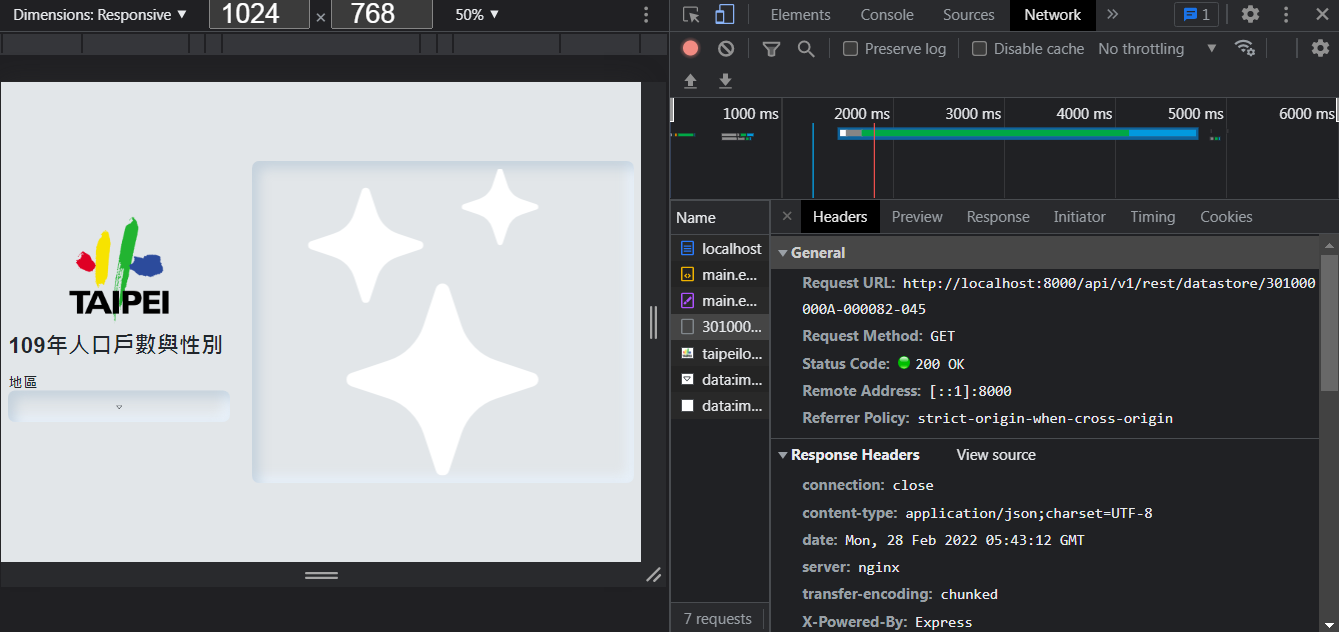 Dimensions: Responsive ▼ 1024 × 768 50% ▼
Elements Console Sources Network » 1
Preserve log Disable cache No throttling ▼
1000 ms 2000 ms 3000 ms 4000 ms 5000 ms 6000 ms
Name
localhost
main.e...
main.e...
301000...
taipeilo...
data:im...
data:im...
7 requests
× Headers Preview Response Initiator Timing Cookies
General
Request URL: http://localhost:8000/api/v1/rest/datastore/301000
000A-000082-045
Request Method: GET
Status Code: 200 OK
Remote Address: [::1]:8000
Referrer Policy: strict-origin-when-cross-origin
Response Headers View source
connection: close
content-type: application/json;charset=UTF-8
date: Mon, 28 Feb 2022 05:43:12 GMT
server: nginx
transfer-encoding: chunked
X-Powered-By: Express
TAIPEI
109年人口戶數與性別
地區